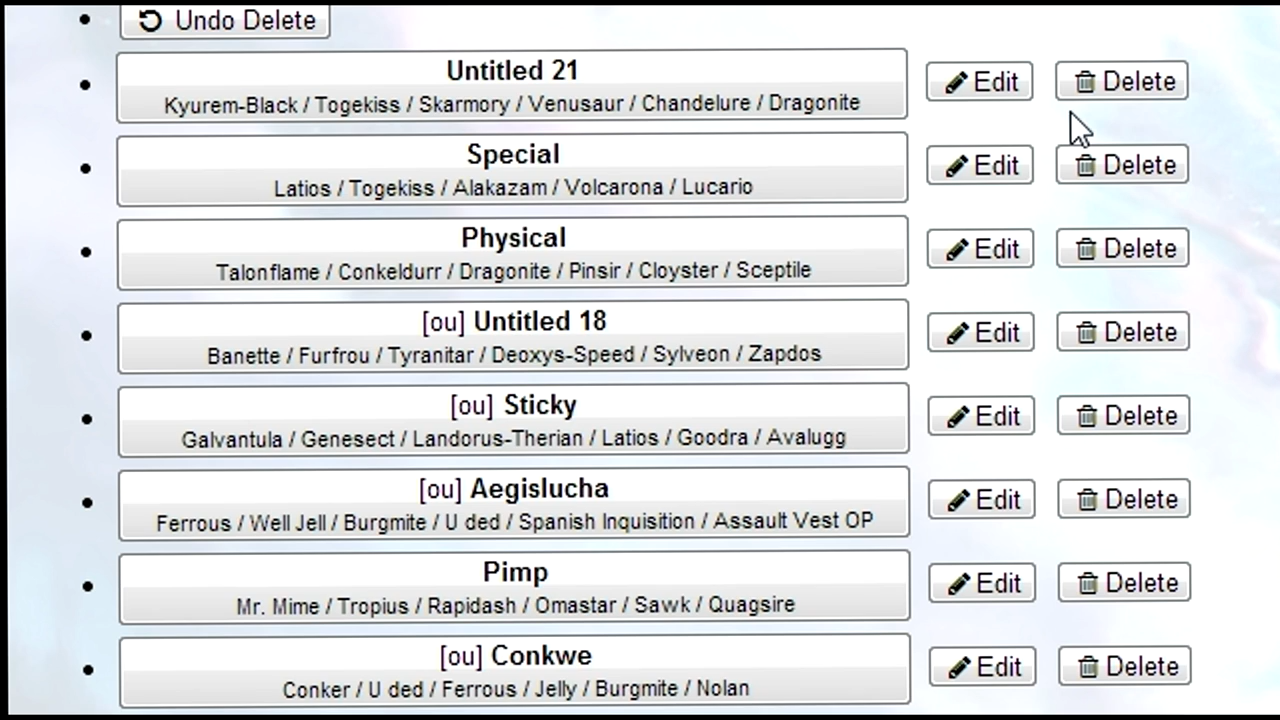 Undo Delete
Untitled 21
Kyurem-Black / Togekiss / Skarmory / Venusaur / Chandelure / Dragonite
Edit
Delete
Special
Latios / Togekiss / Alakazam / Volcarona / Lucario
Edit
Delete
Physical
Talonflame / Conkeldurr / Dragonite / Pinsir / Cloyster / Sceptile
Edit
Delete
[ou] Untitled 18
Banette / Furfrou / Tyranitar / Deoxys-Speed / Sylveon / Zapdos
Edit
Delete
[ou] Sticky
Galvantula / Genesect / Landorus-Therian / Latios / Goodra / Avalugg
Edit
Delete
[ou] Aegislucha
Ferrous / Well Jell / Burgmite / U ded / Spanish Inquisition / Assault Vest OP
Edit
Delete
Pimp
Mr. Mime / Tropius / Rapidash / Omastar / Sawk / Quagsire
Edit
Delete
[ou] Conkwe
Conker / U ded / Ferrous / Jelly / Burgmite / Nolan
Edit
Delete